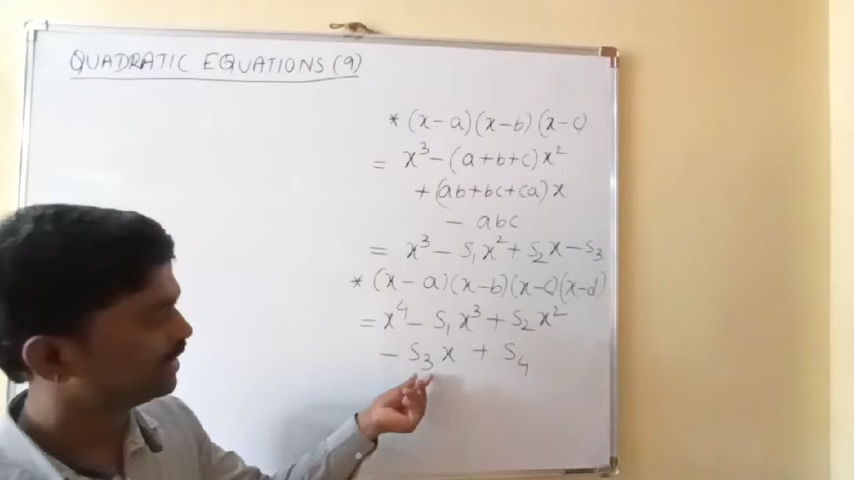 QUADRATIC EQUATIONS (9)
* (x-a)(x-b)(x-c)
= x³-(a+b+c)x²
+(ab+bc+ca)x
- abc
= x³ - S₁x² + S₂x - S₃
* (x-a)(x-b)(x-c)(x-d)
= x⁴ - S₁x³ + S₂x²
- S₃x + S₄